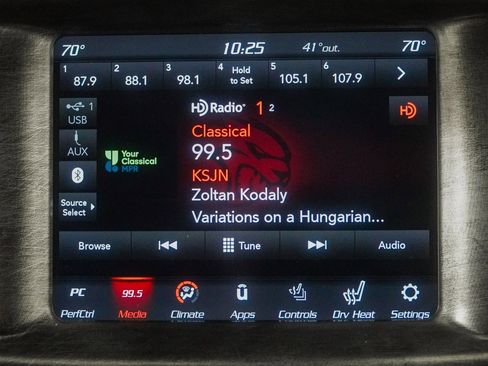 70° 10:25 41°out. 70°
1 87.9 2 88.1 3 98.1 4 Hold to Set 5 105.1 6 107.9
1 USB
HD Radio 1 2
HD
Classical
AUX
99.5
Your Classical MPR
KSJN
Zoltan Kodaly
Source Select
Variations on a Hungarian...
Browse Tune Audio
PC 99.5 ü
PerfCtrl Media Climate Apps Controls Drv Heat Settings